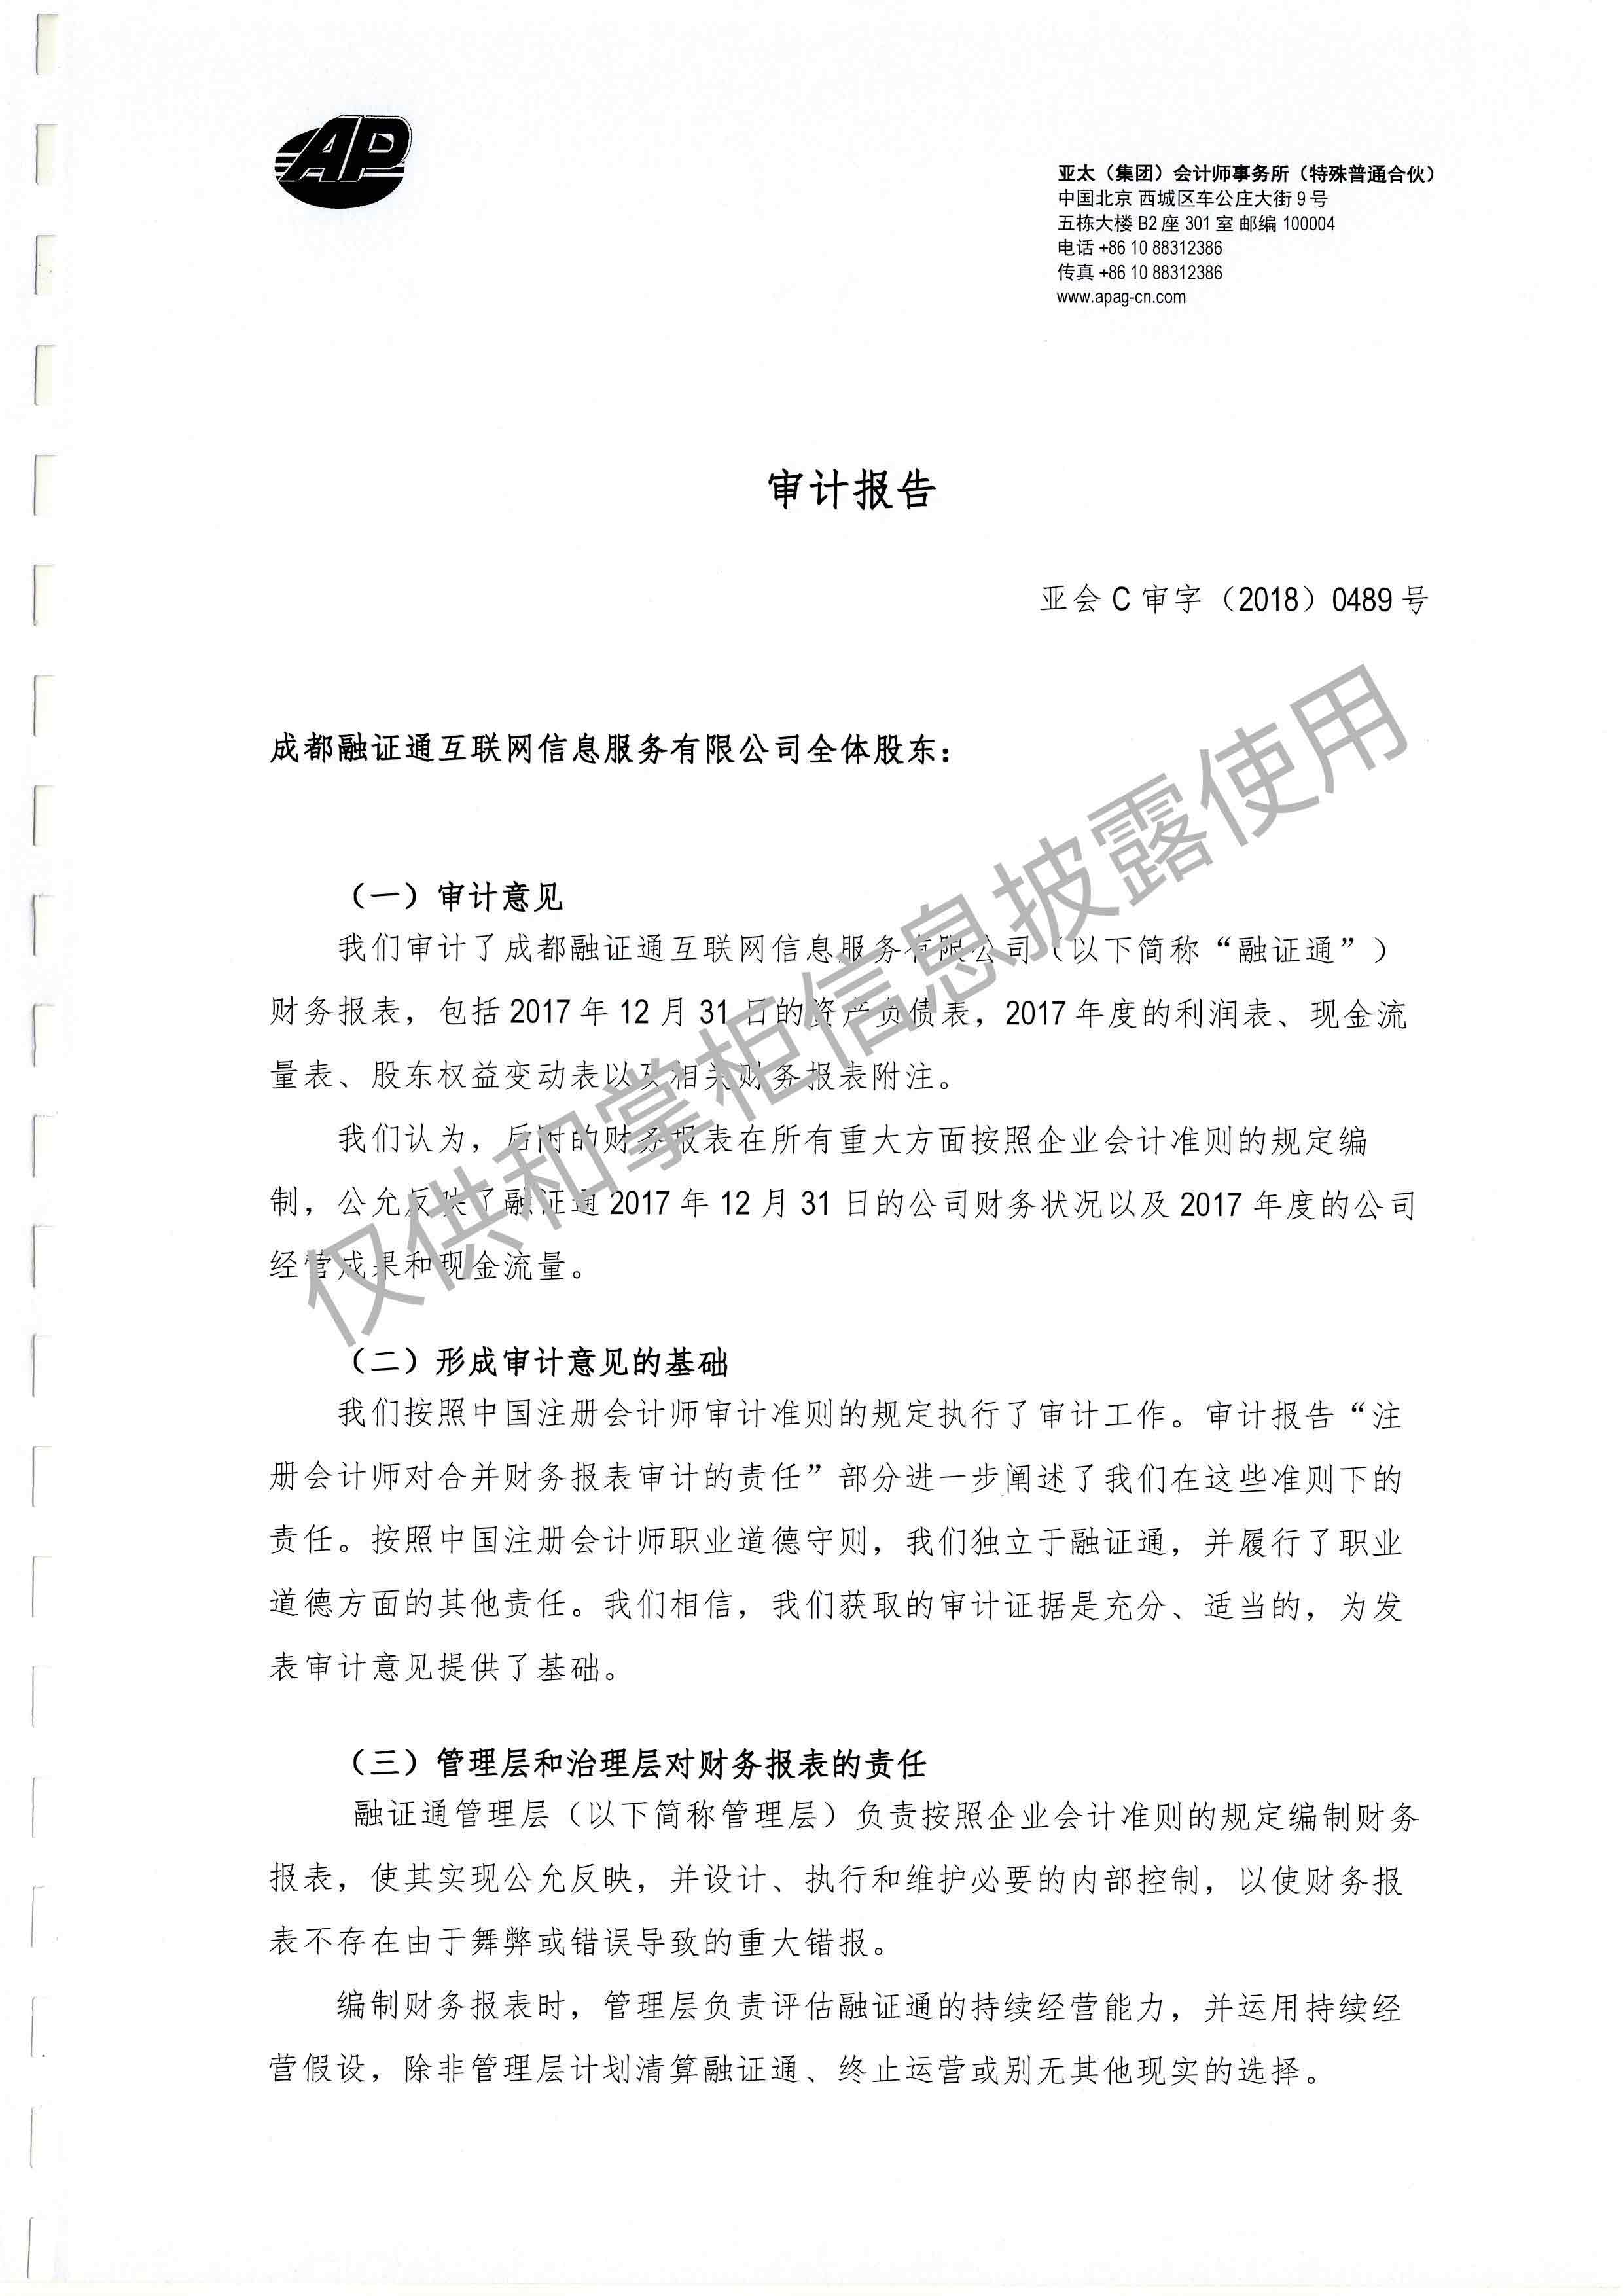 AP
亚太（集团）会计师事务所（特殊普通合伙）
中国北京 西城区车公庄大街 9 号
五栋大楼 B2 座 301 室 邮编 100004
电话 +86 10 88312386
传真 +86 10 88312386
www.apag-cn.com
审计报告
亚会 C 审字（2018）0489 号
成都融证通互联网信息服务有限公司全体股东：
（一）审计意见
我们审计了成都融证通互联网信息服务有限公司（以下简称“融证通”）
财务报表，包括 2017 年 12 月 31 日的资产负债表，2017 年度的利润表、现金流
量表、股东权益变动表以及相关财务报表附注。
我们认为，后附的财务报表在所有重大方面按照企业会计准则的规定编
制，公允反映了融证通 2017 年 12 月 31 日的公司财务状况以及 2017 年度的公司
经营成果和现金流量。
（二）形成审计意见的基础
我们按照中国注册会计师审计准则的规定执行了审计工作。审计报告“注
册会计师对合并财务报表审计的责任”部分进一步阐述了我们在这些准则下的
责任。按照中国注册会计师职业道德守则，我们独立于融证通，并履行了职业
道德方面的其他责任。我们相信，我们获取的审计证据是充分、适当的，为发
表审计意见提供了基础。
（三）管理层和治理层对财务报表的责任
融证通管理层（以下简称管理层）负责按照企业会计准则的规定编制财务
报表，使其实现公允反映，并设计、执行和维护必要的内部控制，以使财务报
表不存在由于舞弊或错误导致的重大错报。
编制财务报表时，管理层负责评估融证通的持续经营能力，并运用持续经
营假设，除非管理层计划清算融证通、终止运营或别无其他现实的选择。
仅供和掌柜信息披露使用